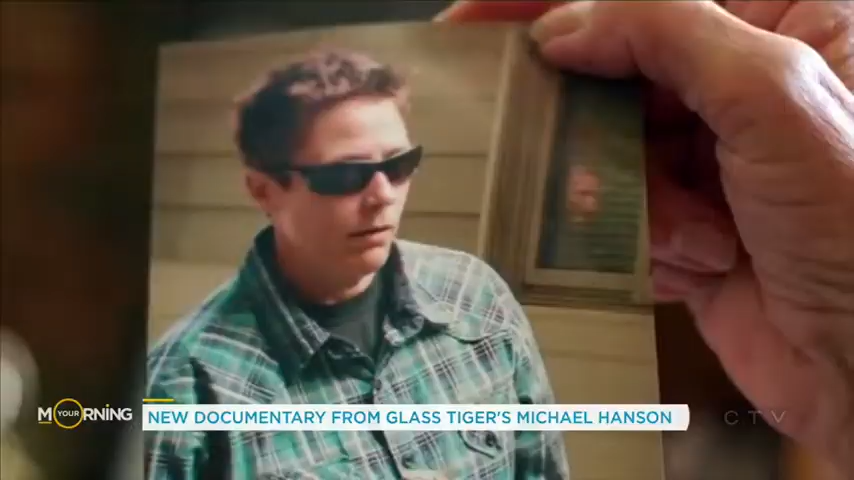 MORNING
YOUR
NEW DOCUMENTARY FROM GLASS TIGER'S MICHAEL HANSON
CTV